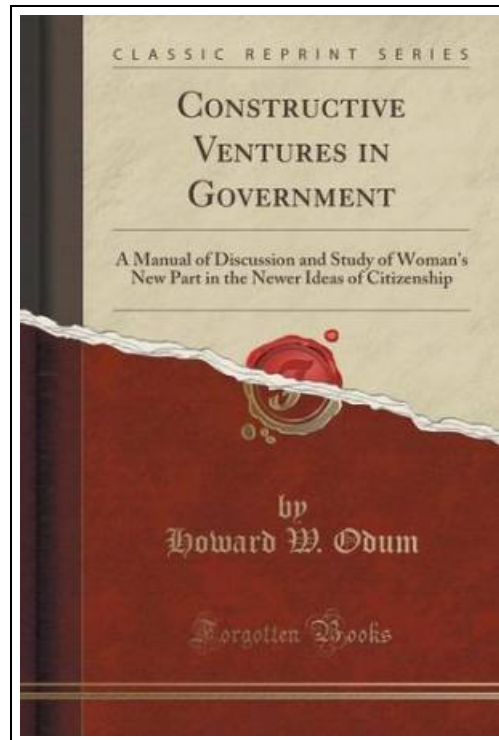 CLASSIC REPRINT SERIES
CONSTRUCTIVE
VENTURES IN
GOVERNMENT
A Manual of Discussion and Study of Woman's
New Part in the Newer Ideas of Citizenship
by
Howard W. Odum
Forgotten Books